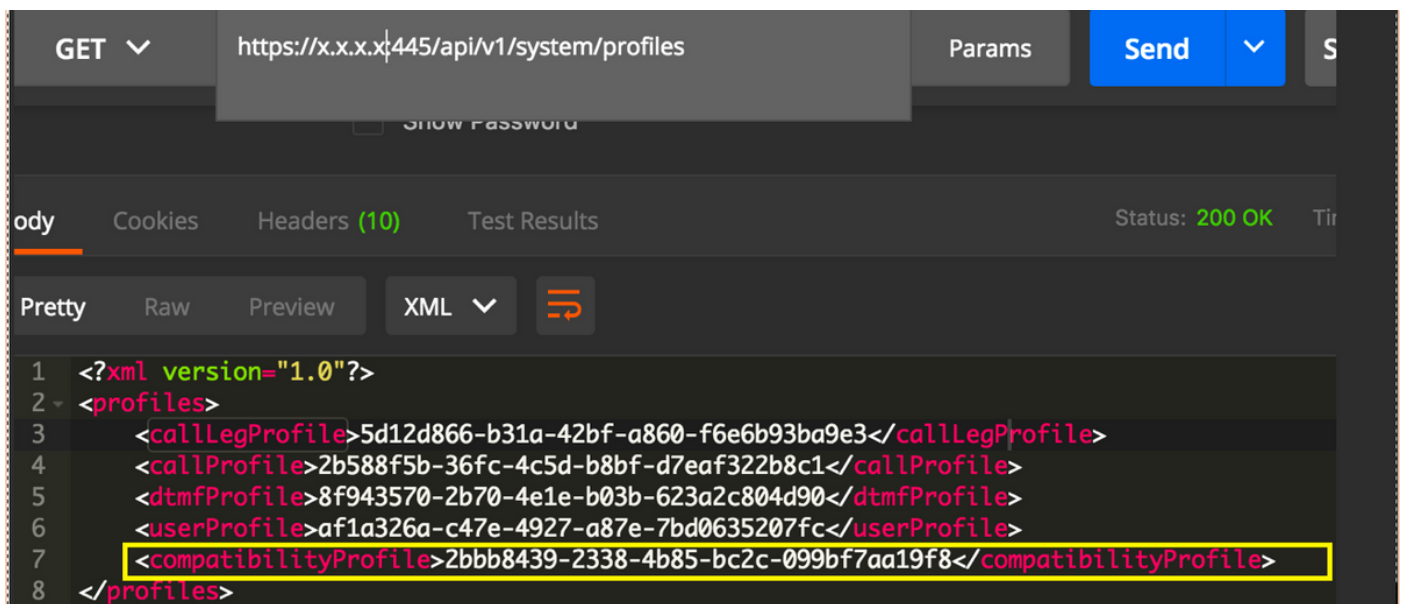 GET https://x.x.x.x:445/api/v1/system/profiles Params Send S
Show Password
ody Cookies Headers (10) Test Results Status: 200 OK Tir
Pretty Raw Preview XML
1 <?xml version="1.0"?>
2 <profiles>
3 <callLegProfile>5d12d866-b31a-42bf-a860-f6e6b93ba9e3</callLegProfile>
4 <callProfile>2b588f5b-36fc-4c5d-b8bf-d7eaf322b8c1</callProfile>
5 <dtmfProfile>8f943570-2b70-4e1e-b03b-623a2c804d90</dtmfProfile>
6 <userProfile>af1a326a-c47e-4927-a87e-7bd0635207fc</userProfile>
7 <compatibilityProfile>2bbb8439-2338-4b85-bc2c-099bf7aa19f8</compatibilityProfile>
8 </profiles>